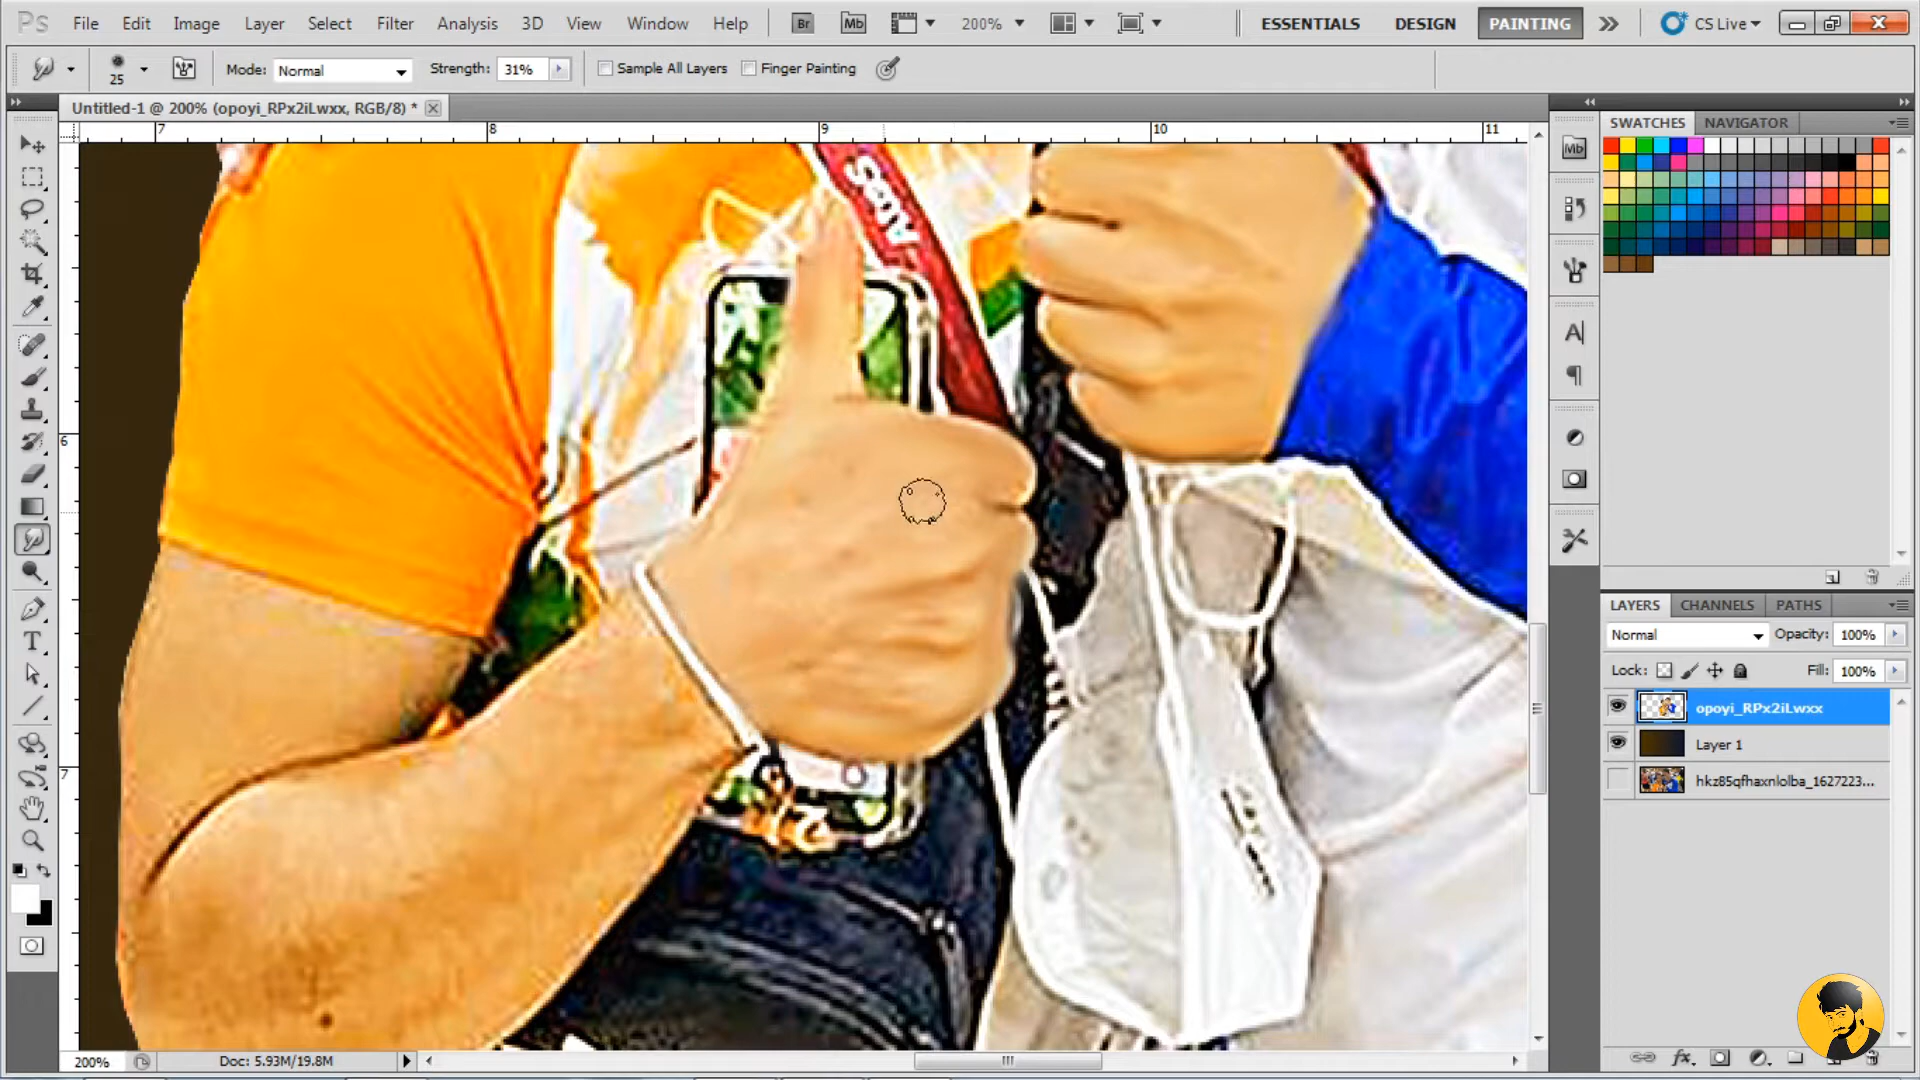 Ps File Edit Image Layer Select Filter Analysis 3D View Window Help Br Mb 200% ESSENTIALS DESIGN PAINTING CS Live
25 Mode: Normal Strength: 31% Sample All Layers Finger Painting
Untitled-1 @ 200% (opoyi_RPx2iLwxx, RGB/8) *
7 8 9 10 11
6
7
SWATCHES NAVIGATOR
Mb
A
LAYERS CHANNELS PATHS
Normal Opacity: 100%
Lock: Fill: 100%
opoyi_RPx2iLwxx
Layer 1
hkz85qfhaxnlolba_1627223...
T
fx
200% Doc: 5.93M/19.8M